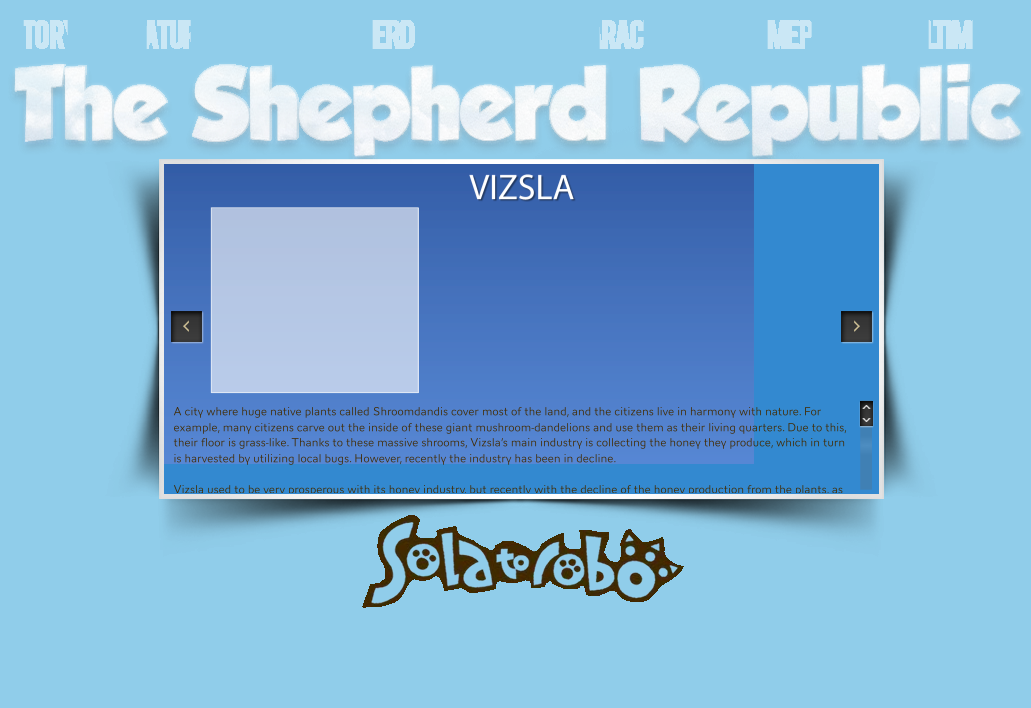 TOR ATU ERO RAC MEP LTIM
The Shepherd Republic
VIZSLA
A city where huge native plants called Shroomdandis cover most of the land, and the citizens live in harmony with nature. For
example, many citizens carve out the inside of these giant mushroom-dandelions and use them as their living quarters. Due to this,
their floor is grass-like. Thanks to these massive shrooms, Vizsla's main industry is collecting the honey they produce, which in turn
is harvested by utilizing local bugs. However, recently the industry has been in decline.
Vizsla used to be very prosperous with its honey industry, but recently with the decline of the honey production from the plants, as
Solatorobo